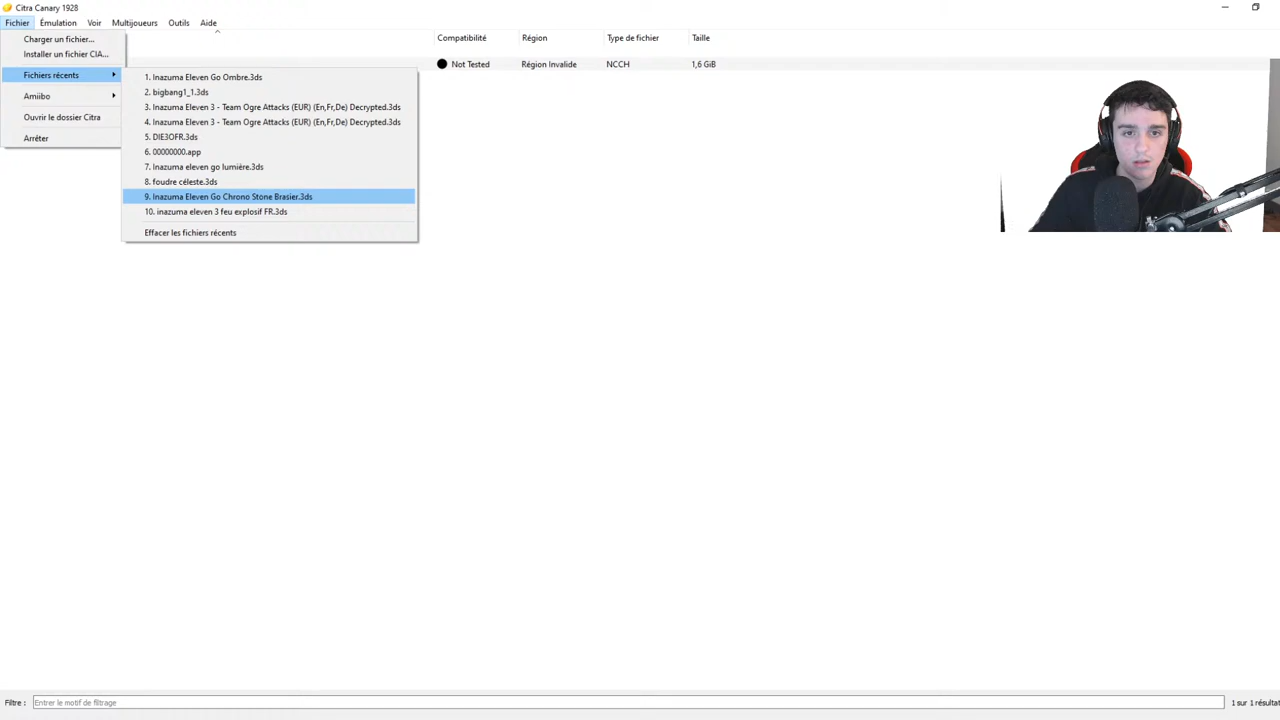 Citra Canary 1928
Fichier Émulation Voir Multijoueurs Outils Aide
Charger un fichier...
Installer un fichier CIA...
Fichiers récents
Amiibo
Ouvrir le dossier Citra
Arrêter
1. Inazuma Eleven Go Ombre.3ds
2. bigbang1_1.3ds
3. Inazuma Eleven 3 - Team Ogre Attacks (EUR) (En,Fr,De) Decrypted.3ds
4. Inazuma Eleven 3 - Team Ogre Attacks (EUR) (En,Fr,De) Decrypted.3ds
5. DIE3OFR.3ds
6. 00000000.app
7. Inazuma eleven go lumière.3ds
8. foudre céleste.3ds
9. Inazuma Eleven Go Chrono Stone Brasier.3ds
10. inazuma eleven 3 feu explosif FR.3ds
Effacer les fichiers récents
Compatibilité Région Type de fichier Taille
Not Tested Région Invalide NCCH 1,6 GiB
Filtre : Entrer le motif de filtrage 1 sur 1 résultat